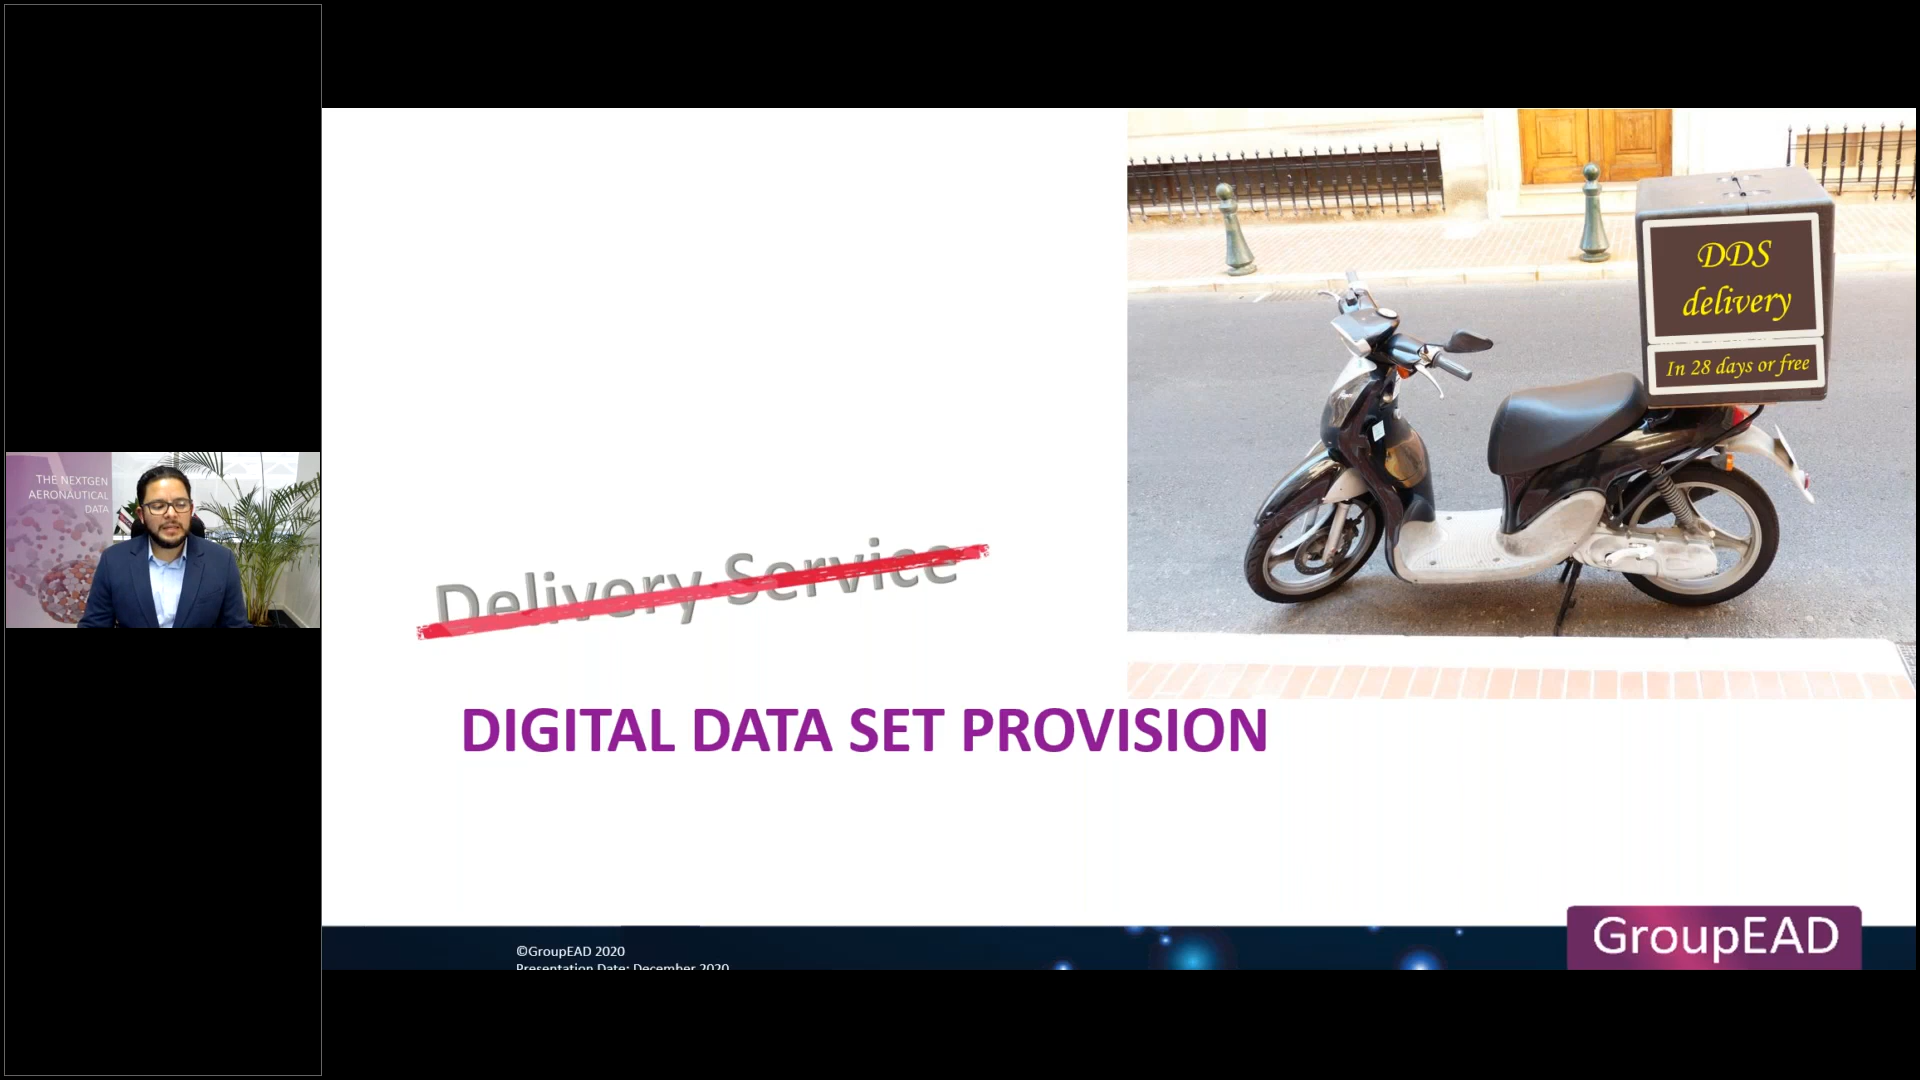 THE NEXTGEN
AERONAUTICAL
DATA
DDS
delivery
In 28 days or free
Delivery Service
DIGITAL DATA SET PROVISION
©GroupEAD 2020
Presentation Date: December 2020
GroupEAD